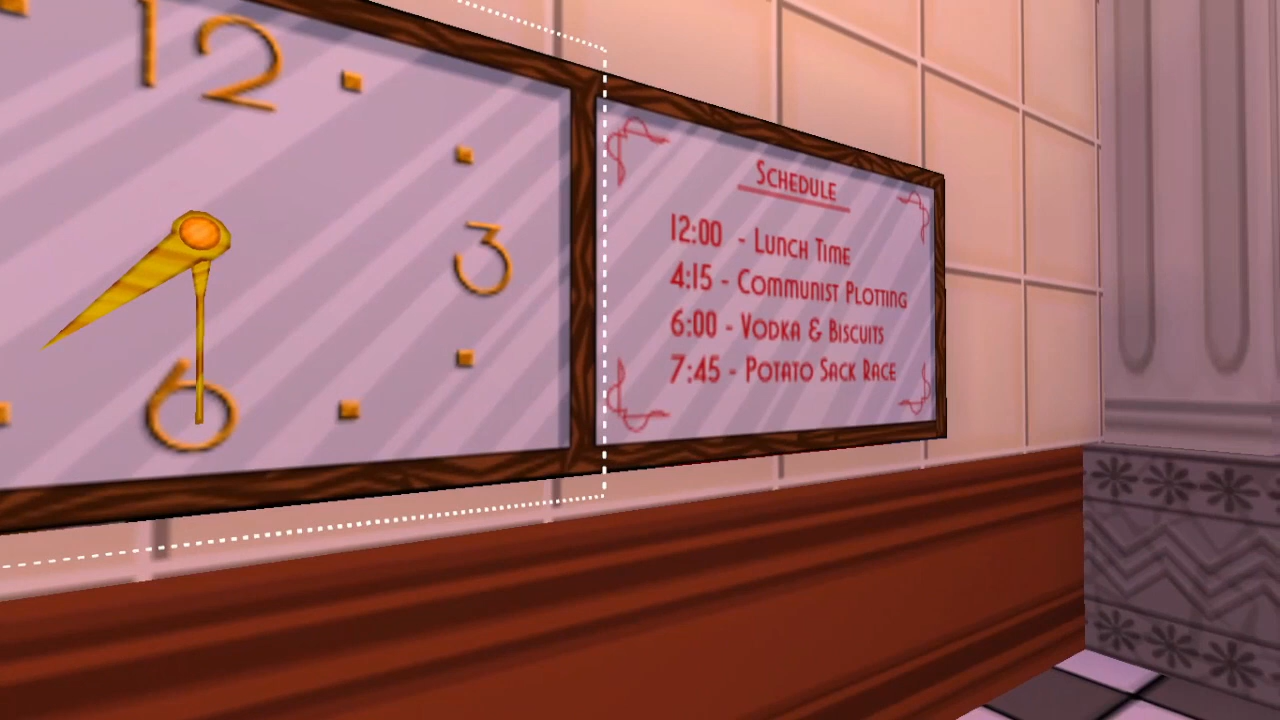 12
3
6
Schedule
12:00 - Lunch Time
4:15 - Communist Plotting
6:00 - Vodka & Biscuits
7:45 - Potato Sack Race